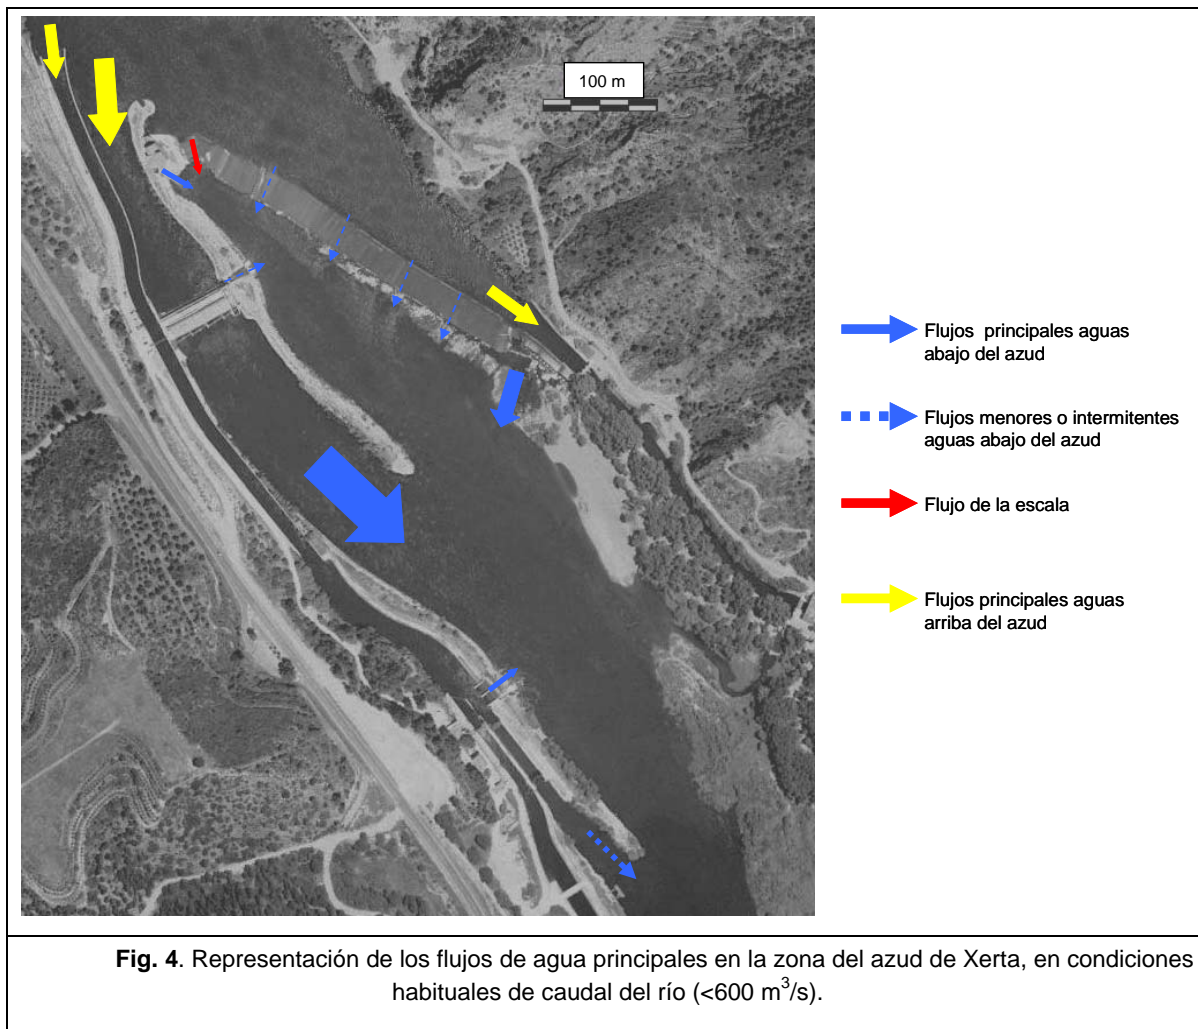 100 m
Flujos principales aguas
abajo del azud
Flujos menores o intermitentes
aguas abajo del azud
Flujo de la escala
Flujos principales aguas
arriba del azud
Fig. 4. Representación de los flujos de agua principales en la zona del azud de Xerta, en condiciones
habituales de caudal del río (<600 m³/s).